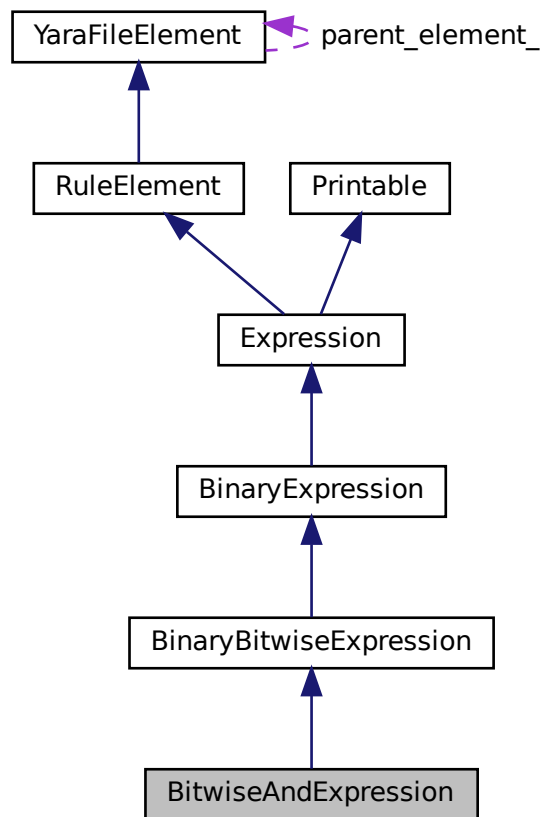 YaraFileElement
parent_element_
RuleElement
Printable
Expression
BinaryExpression
BinaryBitwiseExpression
BitwiseAndExpression